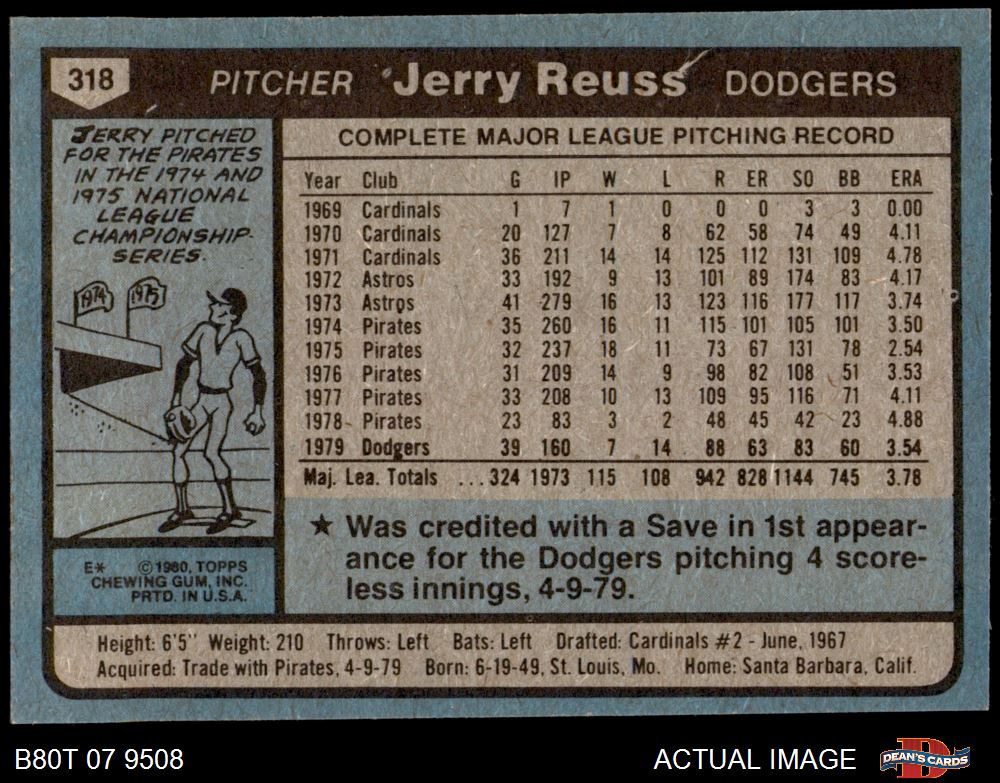 318 PITCHER Jerry Reuss DODGERS
JERRY PITCHED
FOR THE PIRATES
IN THE 1974 AND
1975 NATIONAL
LEAGUE
CHAMPIONSHIP
SERIES.
1974 1975
E* ©1980, TOPPS
CHEWING GUM, INC.
PRTD. IN U.S.A.
COMPLETE MAJOR LEAGUE PITCHING RECORD
Year Club G IP W L R ER SO BB ERA
1969 Cardinals 1 7 1 0 0 0 3 3 0.00
1970 Cardinals 20 127 7 8 62 58 74 49 4.11
1971 Cardinals 36 211 14 14 125 112 131 109 4.78
1972 Astros 33 192 9 13 101 89 174 83 4.17
1973 Astros 41 279 16 13 123 116 177 117 3.74
1974 Pirates 35 260 16 11 115 101 105 101 3.50
1975 Pirates 32 237 18 11 73 67 131 78 2.54
1976 Pirates 31 209 14 9 98 82 108 51 3.53
1977 Pirates 33 208 10 13 109 95 116 71 4.11
1978 Pirates 23 83 3 2 48 45 42 23 4.88
1979 Dodgers 39 160 7 14 88 63 83 60 3.54
Maj. Lea. Totals ...324 1973 115 108 942 828 1144 745 3.78
★ Was credited with a Save in 1st appear-
ance for the Dodgers pitching 4 score-
less innings, 4-9-79.
Height: 6'5" Weight: 210 Throws: Left Bats: Left Drafted: Cardinals #2 - June, 1967
Acquired: Trade with Pirates, 4-9-79 Born: 6-19-49, St. Louis, Mo. Home: Santa Barbara, Calif.
B80T 07 9508 ACTUAL IMAGE DEAN'S CARDS